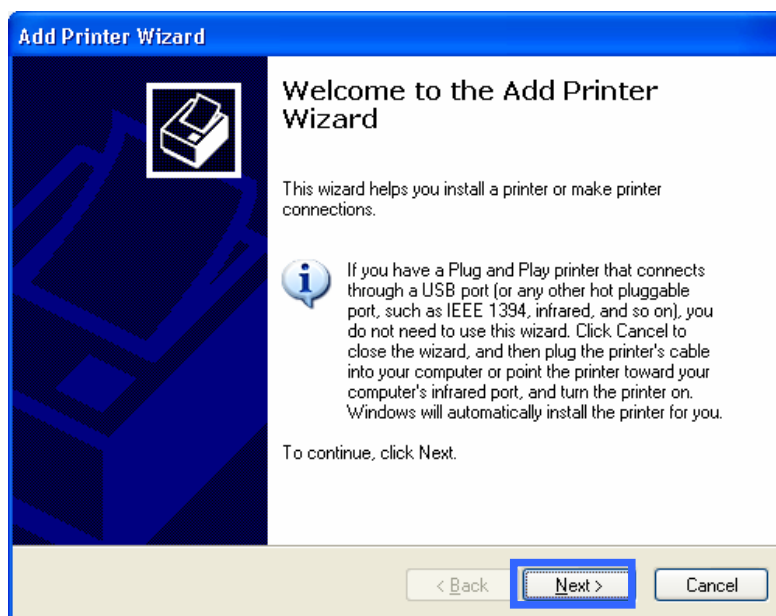 Add Printer Wizard
Welcome to the Add Printer
Wizard
This wizard helps you install a printer or make printer
connections.
If you have a Plug and Play printer that connects
through a USB port (or any other hot pluggable
port, such as IEEE 1394, infrared, and so on), you
do not need to use this wizard. Click Cancel to
close the wizard, and then plug the printer's cable
into your computer or point the printer toward your
computer's infrared port, and turn the printer on.
Windows will automatically install the printer for you.
To continue, click Next.
< Back Next > Cancel